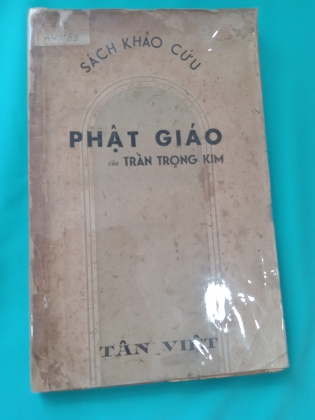 SÁCH KHẢO CỨU
PHẬT GIÁO
của TRẦN TRỌNG KIM
TÂN VIỆT